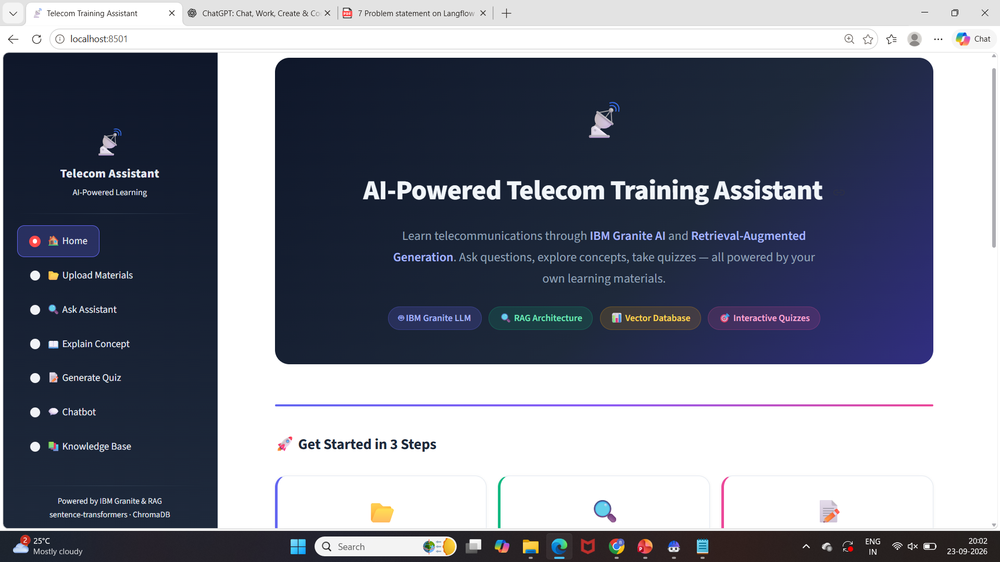 Telecom Training Assistant
ChatGPT: Chat, Work, Create & Co
PDF
7 Problem statement on Langflow
localhost:8501
Chat
Telecom Assistant
AI-Powered Learning
Home
Upload Materials
Ask Assistant
Explain Concept
Generate Quiz
Chatbot
Knowledge Base
Powered by IBM Granite & RAG
sentence-transformers · ChromaDB
AI-Powered Telecom Training Assistant
Learn telecommunications through IBM Granite AI and Retrieval-Augmented
Generation. Ask questions, explore concepts, take quizzes — all powered by your
own learning materials.
IBM Granite LLM
RAG Architecture
Vector Database
Interactive Quizzes
Get Started in 3 Steps
2
25°C
Mostly cloudy
Search
B
P
ENG
IN
20:02
23-09-2026